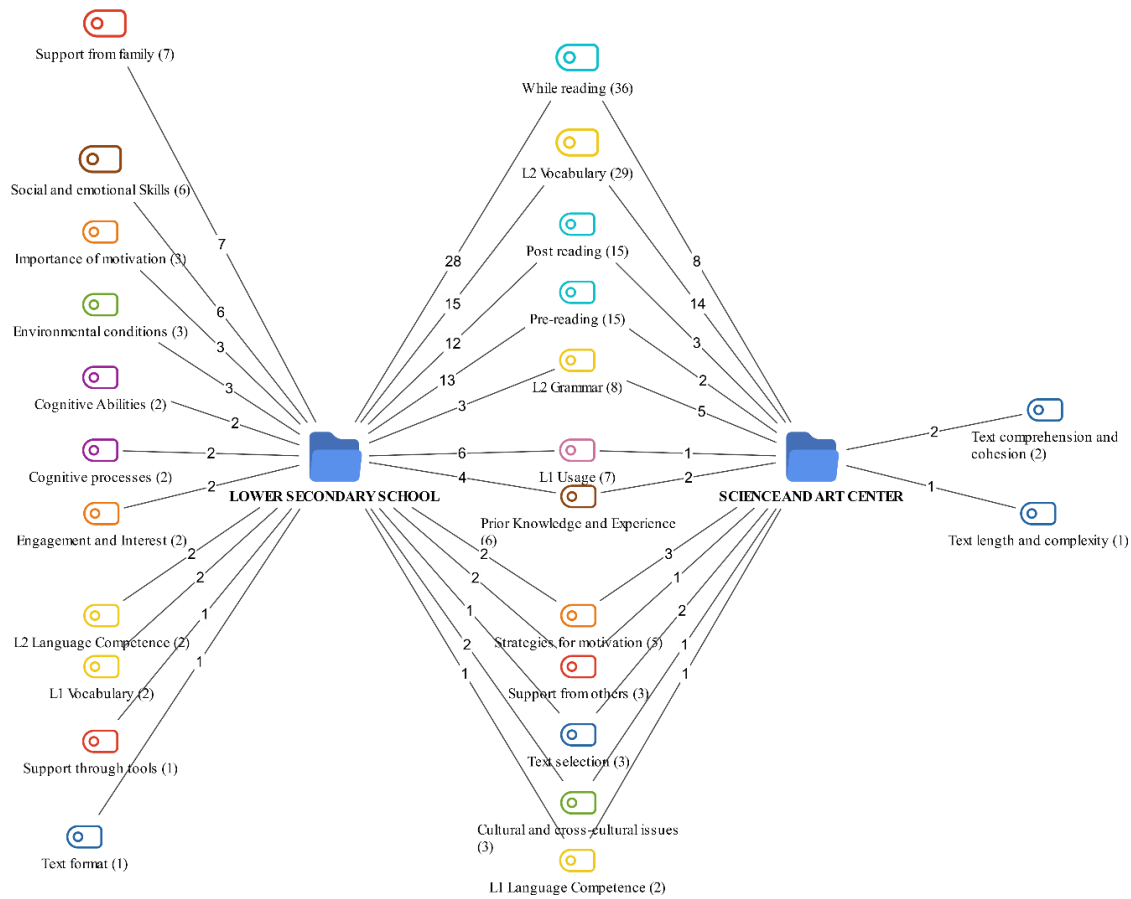 Support from family (7)
Social and emotional Skills (6)
Importance of motivation (3)
Environmental conditions (3)
Cognitive Abilities (2)
Cognitive processes (2)
Engagement and Interest (2)
L2 Language Competence (2)
L1 Vocabulary (2)
Support through tools (1)
Text format (1)
7
6
3
3
2
2
2
2
2
1
1
LOWER SECONDARY SCHOOL
28
15
12
13
3
6
4
2
2
1
2
1
While reading (36)
L2 Vocabulary (29)
Post reading (15)
Pre-reading (15)
L2 Grammar (8)
L1 Usage (7)
Prior Knowledge and Experience
(6)
Strategies for motivation (5)
Support from others (3)
Text selection (3)
Cultural and cross-cultural issues
(3)
L1 Language Competence (2)
8
14
3
2
5
1
2
3
1
2
1
1
SCIENCE AND ART CENTER
2
1
Text comprehension and
cohesion (2)
Text length and complexity (1)